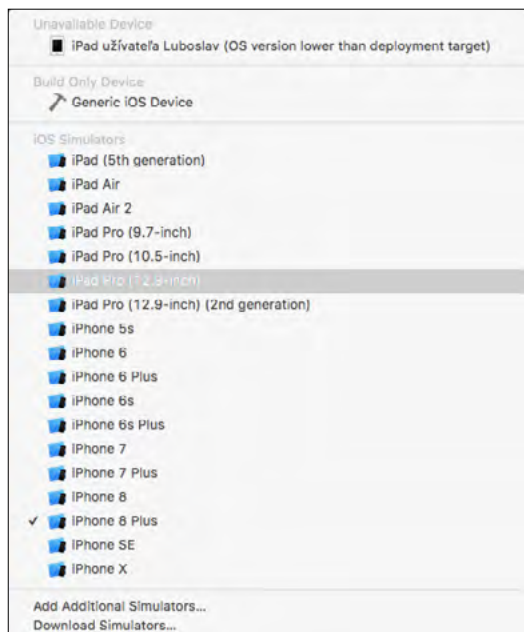 Unavailable Device
iPad užívateľa Luboslav (OS version lower than deployment target)
Build Only Device
Generic iOS Device
iOS Simulators
iPad (5th generation)
iPad Air
iPad Air 2
iPad Pro (9.7-inch)
iPad Pro (10.5-inch)
iPad Pro (12.9-inch)
iPad Pro (12.9-inch) (2nd generation)
iPhone 5s
iPhone 6
iPhone 6 Plus
iPhone 6s
iPhone 6s Plus
iPhone 7
iPhone 7 Plus
iPhone 8
✓ iPhone 8 Plus
iPhone SE
iPhone X
Add Additional Simulators...
Download Simulators...